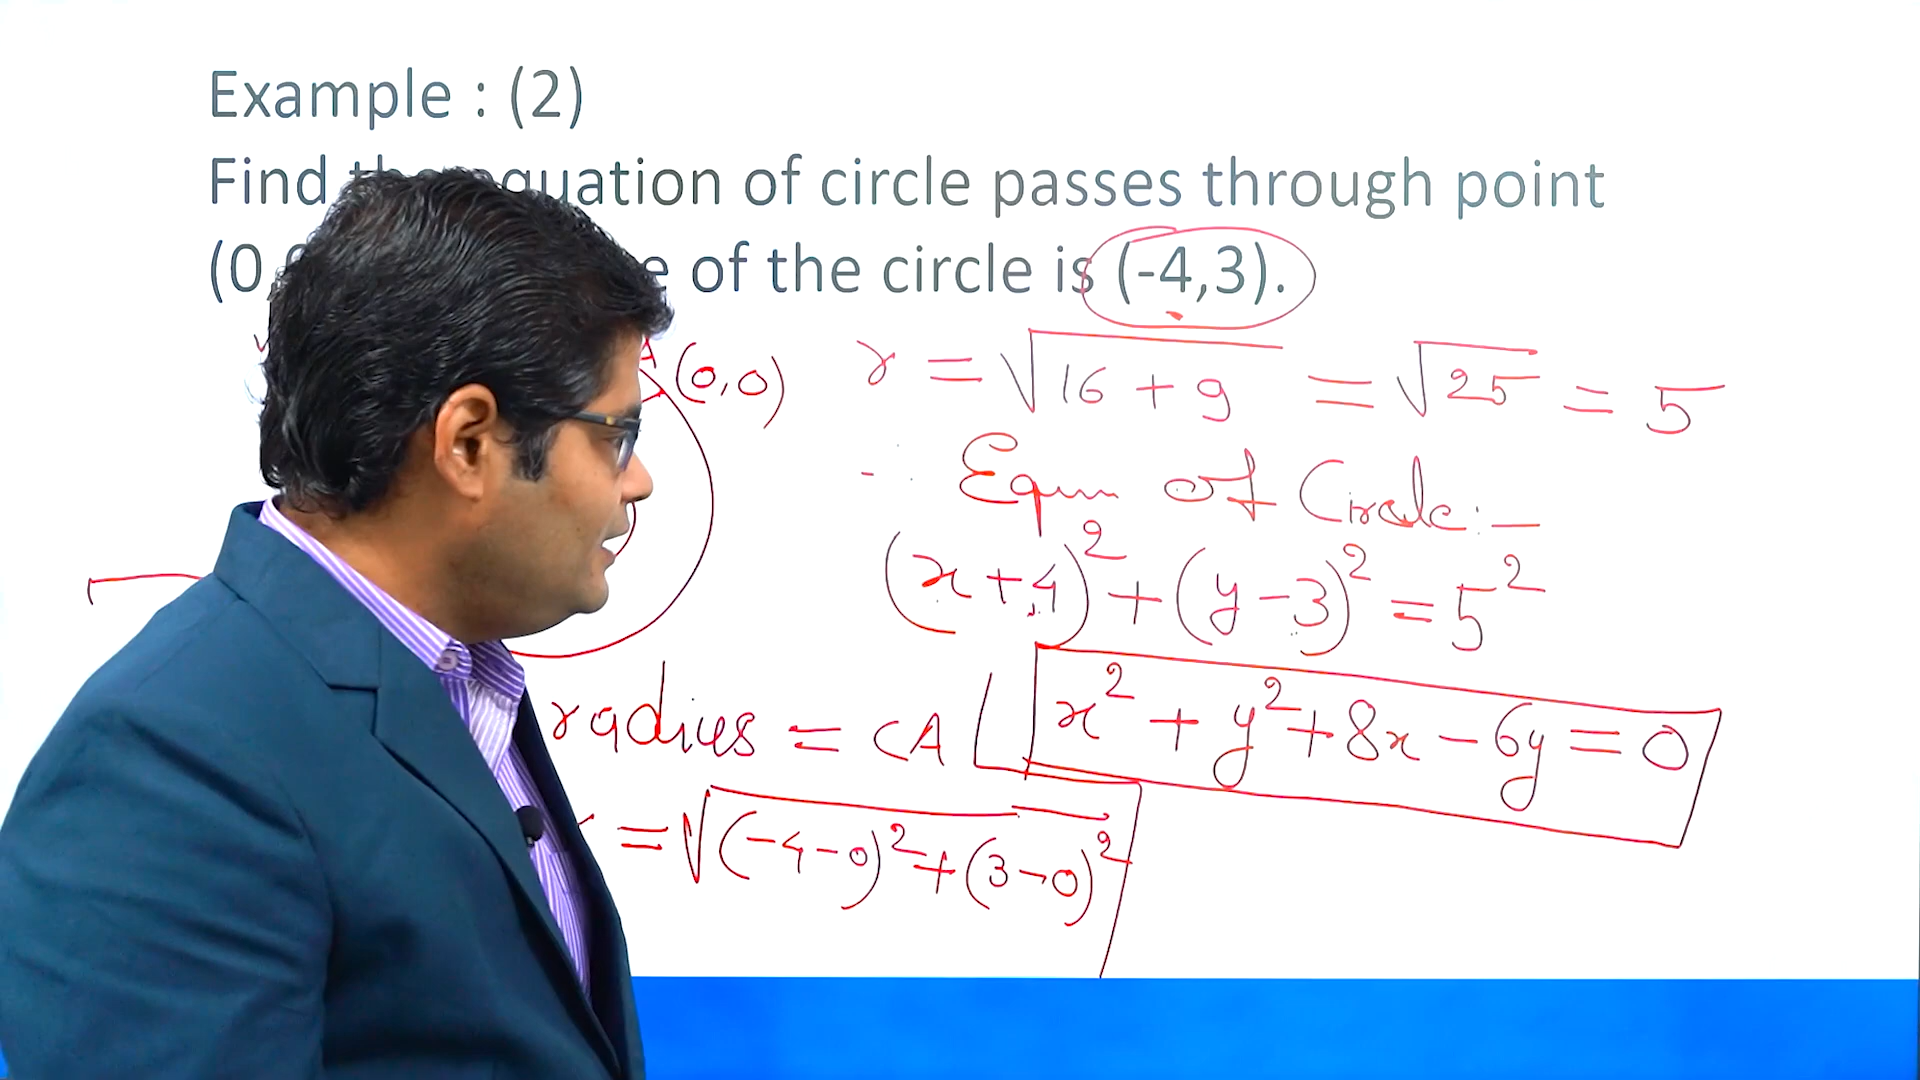 Example : (2)
Find equation of circle passes through point
(0, of the circle is (-4,3).
A (0,0)
r = √16 + 9 = √25 = 5
∴ Equn of Circle:-
(x+4)² + (y-3)² = 5²
radius = CA
x² + y² + 8x - 6y = 0
= √(-4-0)² + (3-0)²